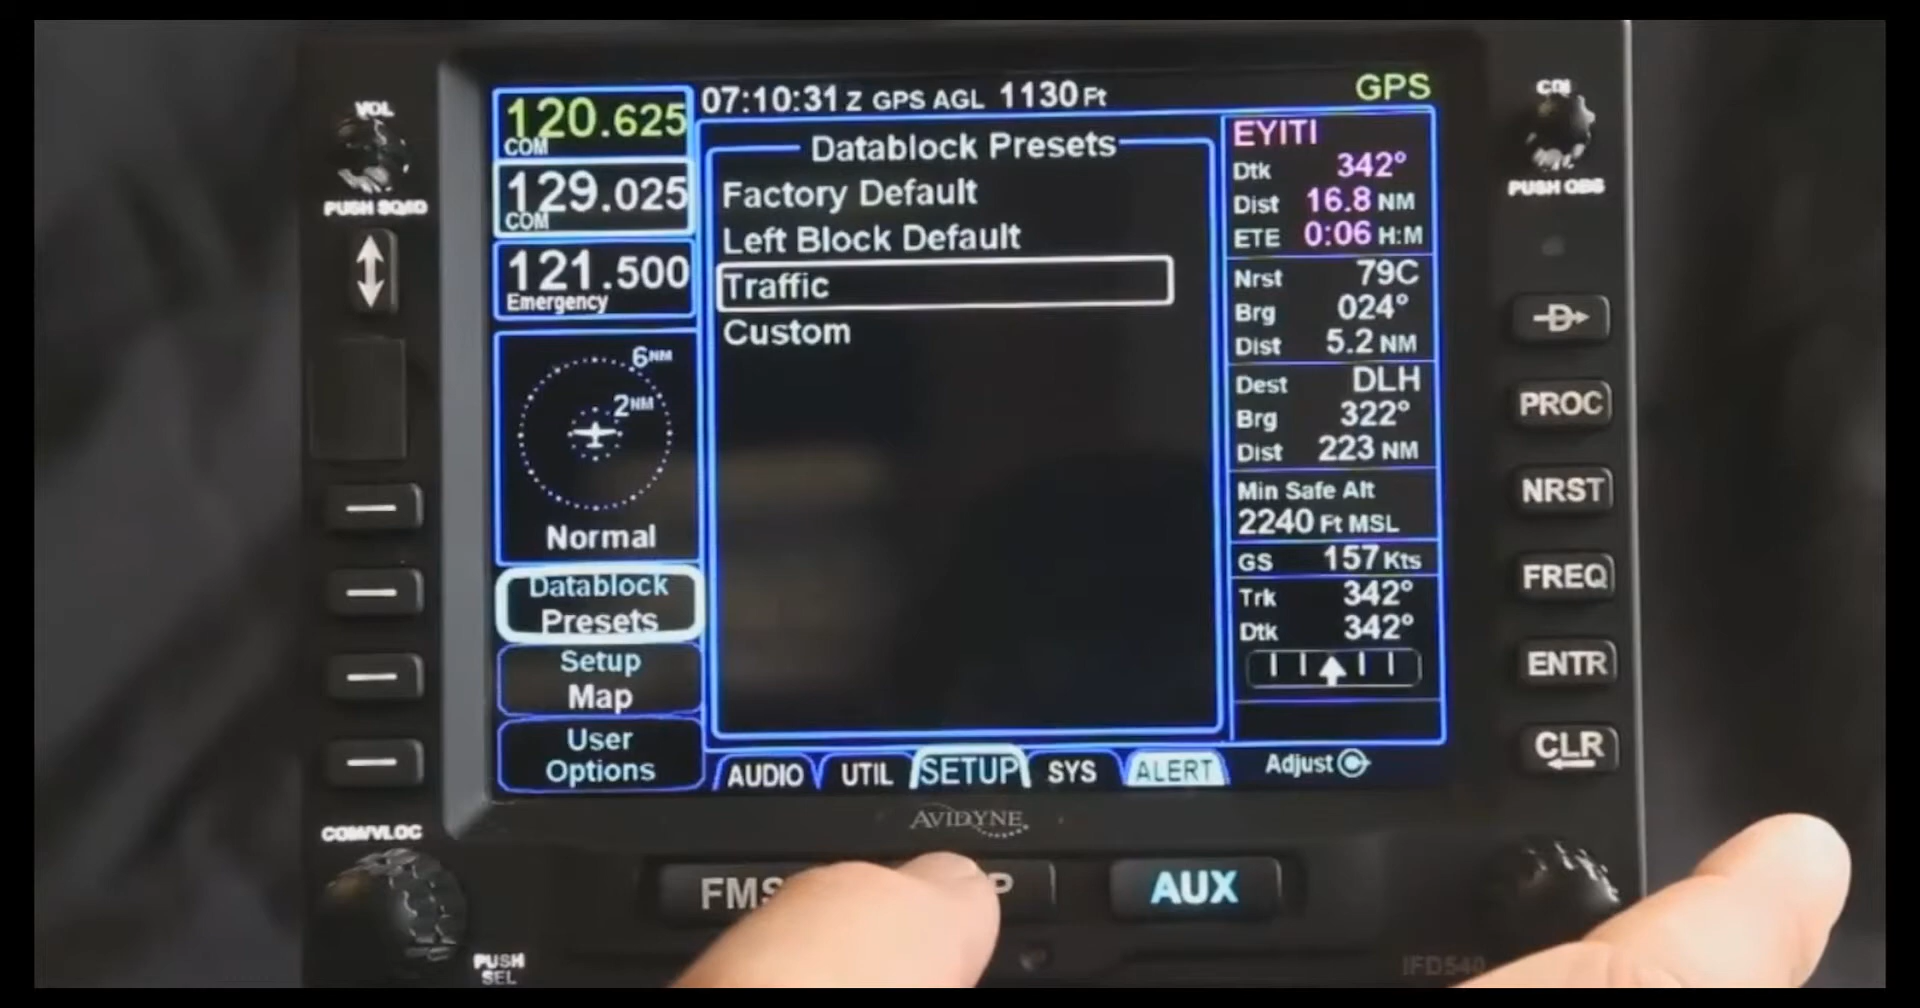 VOL
PUSH SQ/ID
COM/VLOC
PUSH
SEL
120.625
COM
129.025
COM
121.500
Emergency
6NM
2NM
Normal
Datablock
Presets
Setup
Map
User
Options
07:10:31 Z GPS AGL 1130 Ft
GPS
Datablock Presets
Factory Default
Left Block Default
Traffic
Custom
EYITI
Dtk 342°
Dist 16.8 NM
ETE 0:06 H:M
Nrst 79C
Brg 024°
Dist 5.2 NM
Dest DLH
Brg 322°
Dist 223 NM
Min Safe Alt
2240 Ft MSL
GS 157 Kts
Trk 342°
Dtk 342°
AUDIO UTIL SETUP SYS ALERT Adjust
AVIDYNE
FMS AUX
CDI
PUSH OBS
D
PROC
NRST
FREQ
ENTR
CLR
IFD540